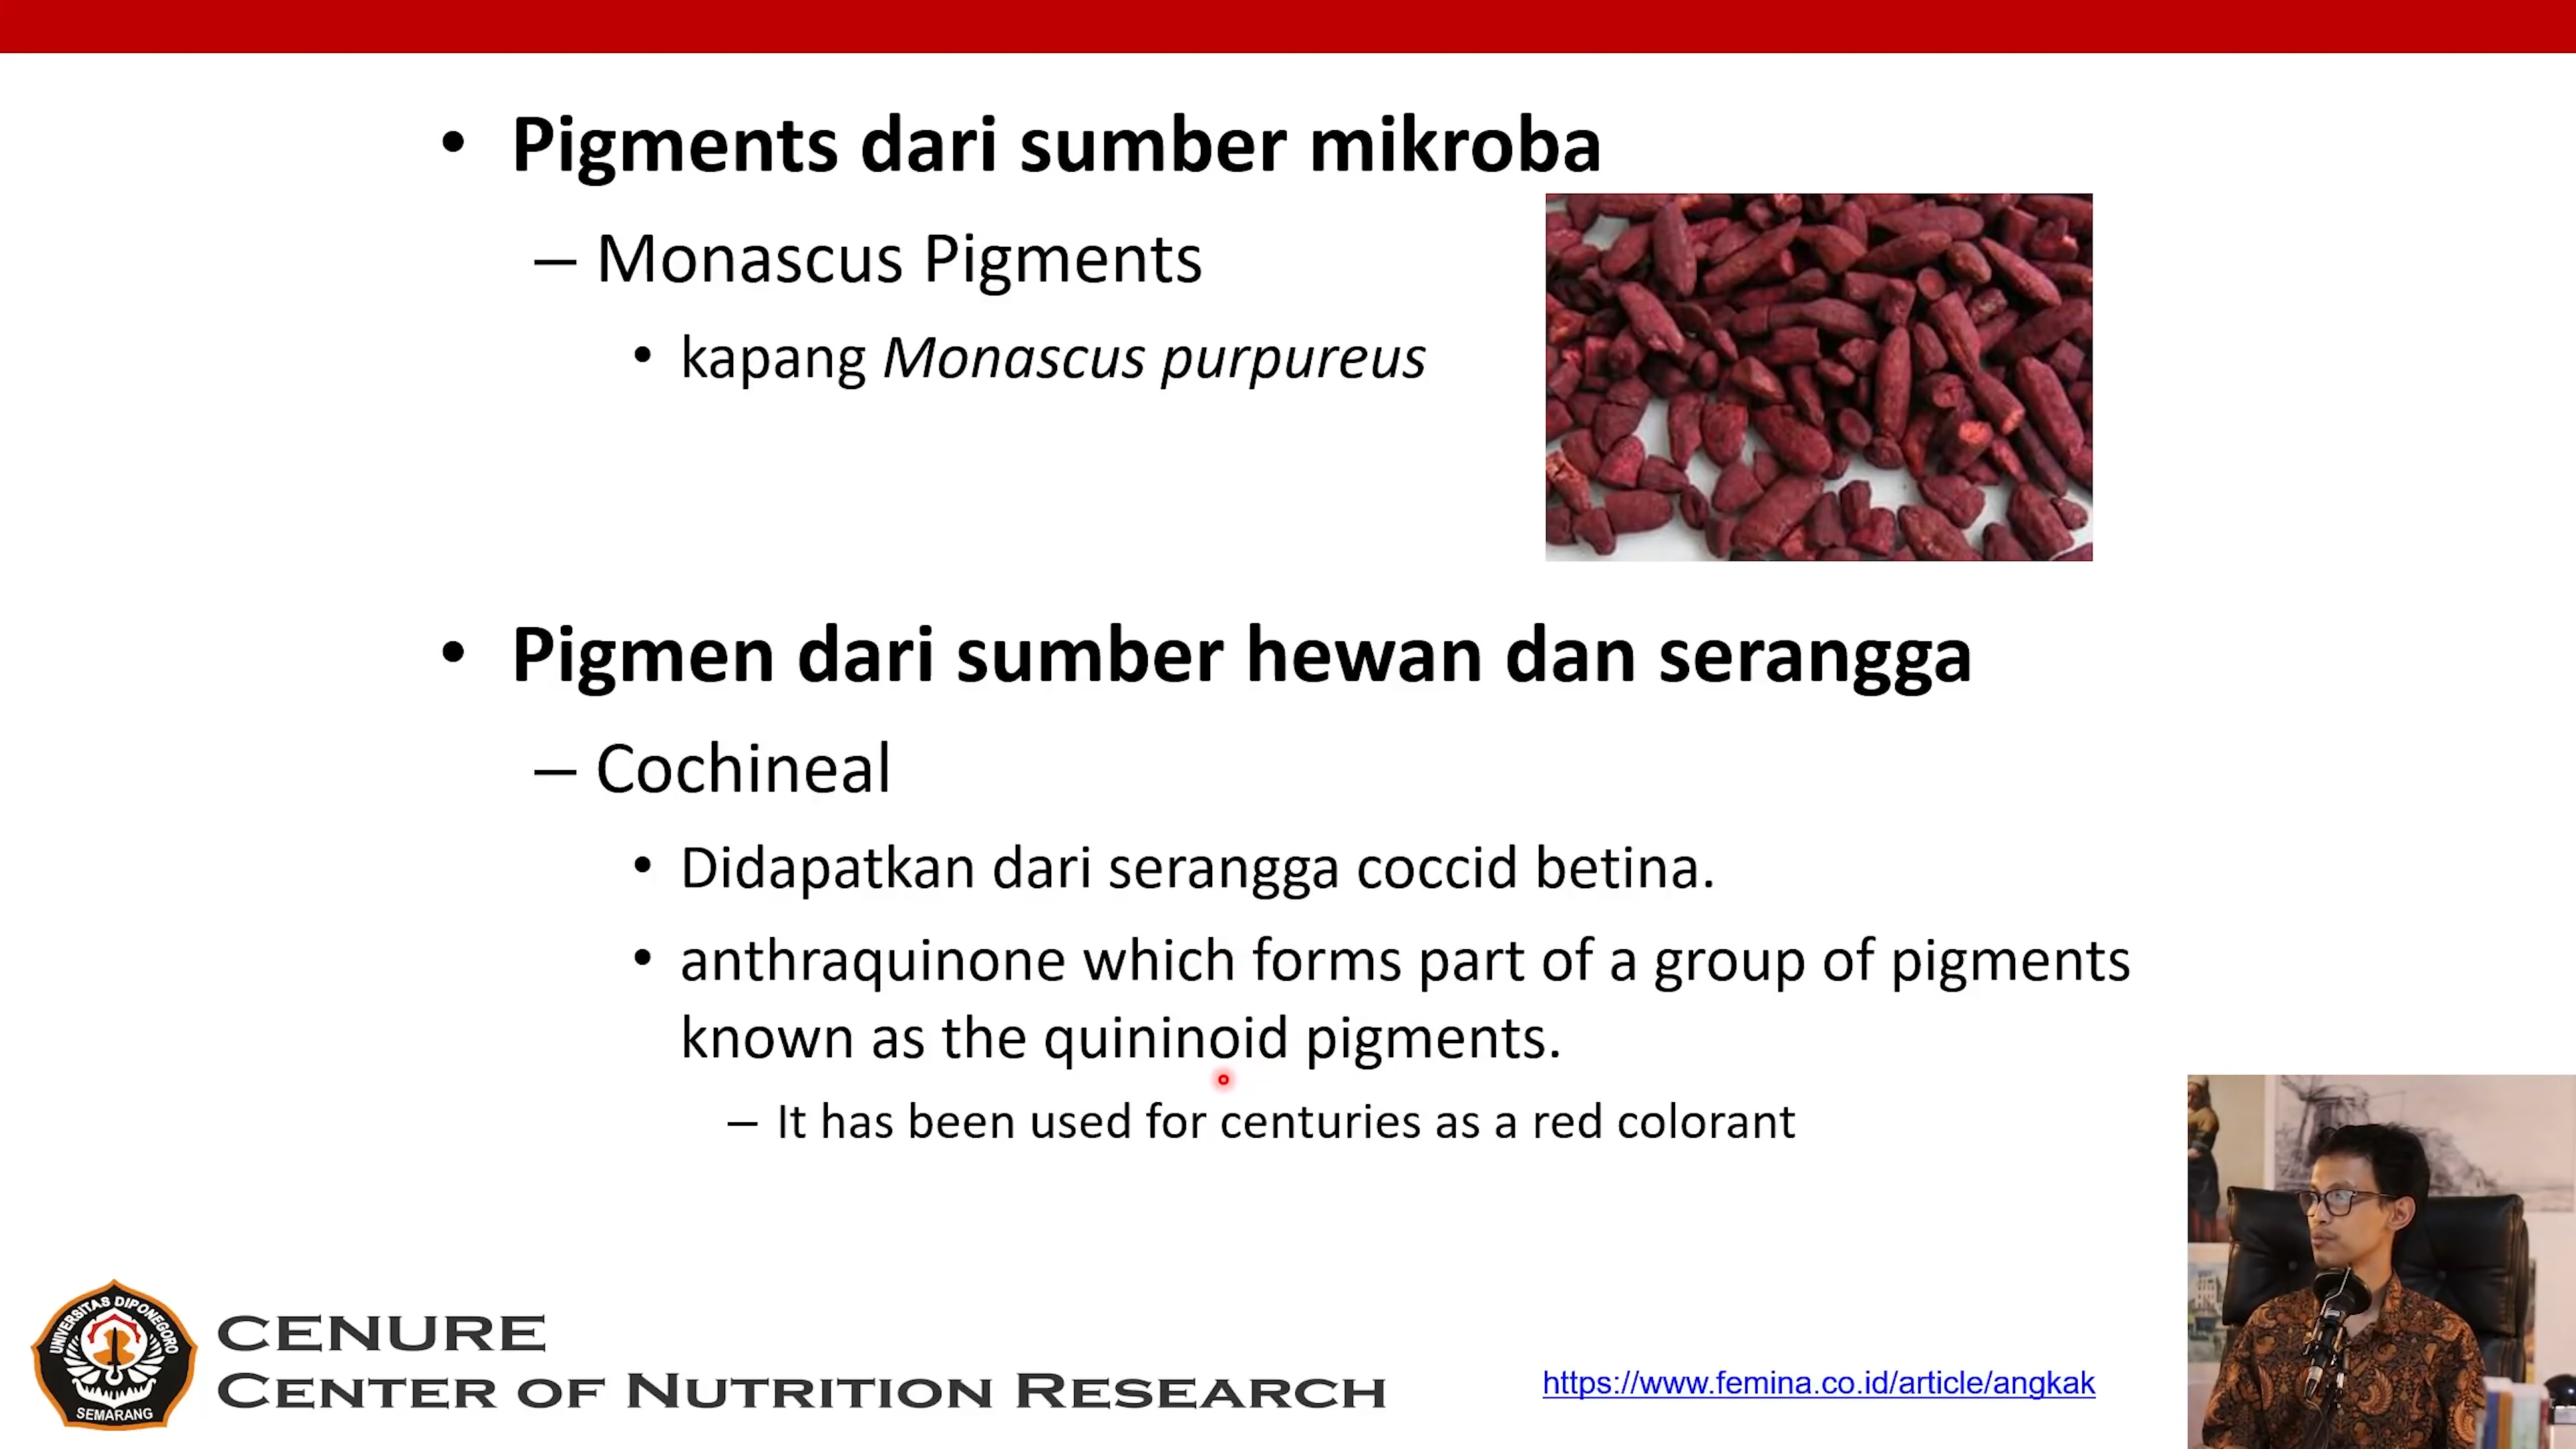 • Pigments dari sumber mikroba
– Monascus Pigments
• kapang Monascus purpureus
• Pigmen dari sumber hewan dan serangga
– Cochineal
• Didapatkan dari serangga coccid betina.
• anthraquinone which forms part of a group of pigments
known as the quininoid pigments.
– It has been used for centuries as a red colorant
UNIVERSITAS DIPONEGORO
SEMARANG
CENURE
CENTER OF NUTRITION RESEARCH
https://www.femina.co.id/article/angkak